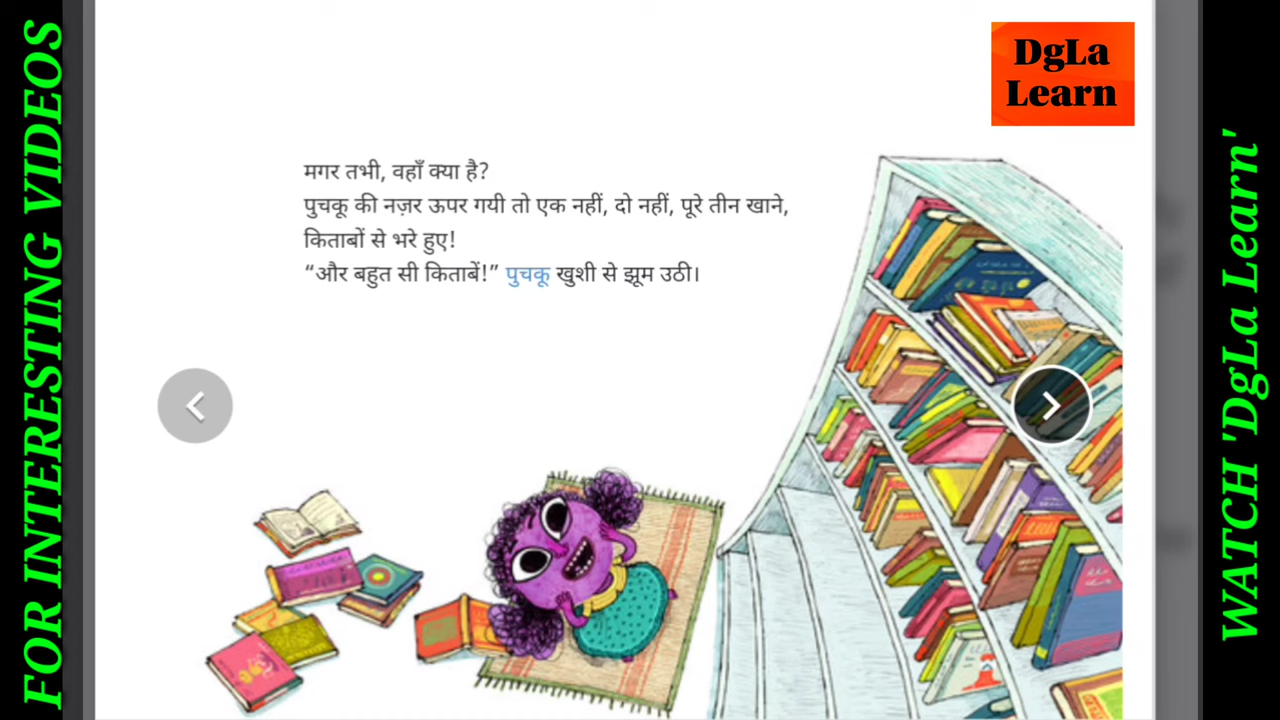 FOR INTERESTING VIDEOS
DgLa
Learn
मगर तभी, वहाँ क्या है?
पुचकू की नज़र ऊपर गयी तो एक नहीं, दो नहीं, पूरे तीन खाने,
किताबों से भरे हुए!
“और बहुत सी किताबें!” पुचकू खुशी से झूम उठी।
WATCH 'DgLa Learn'